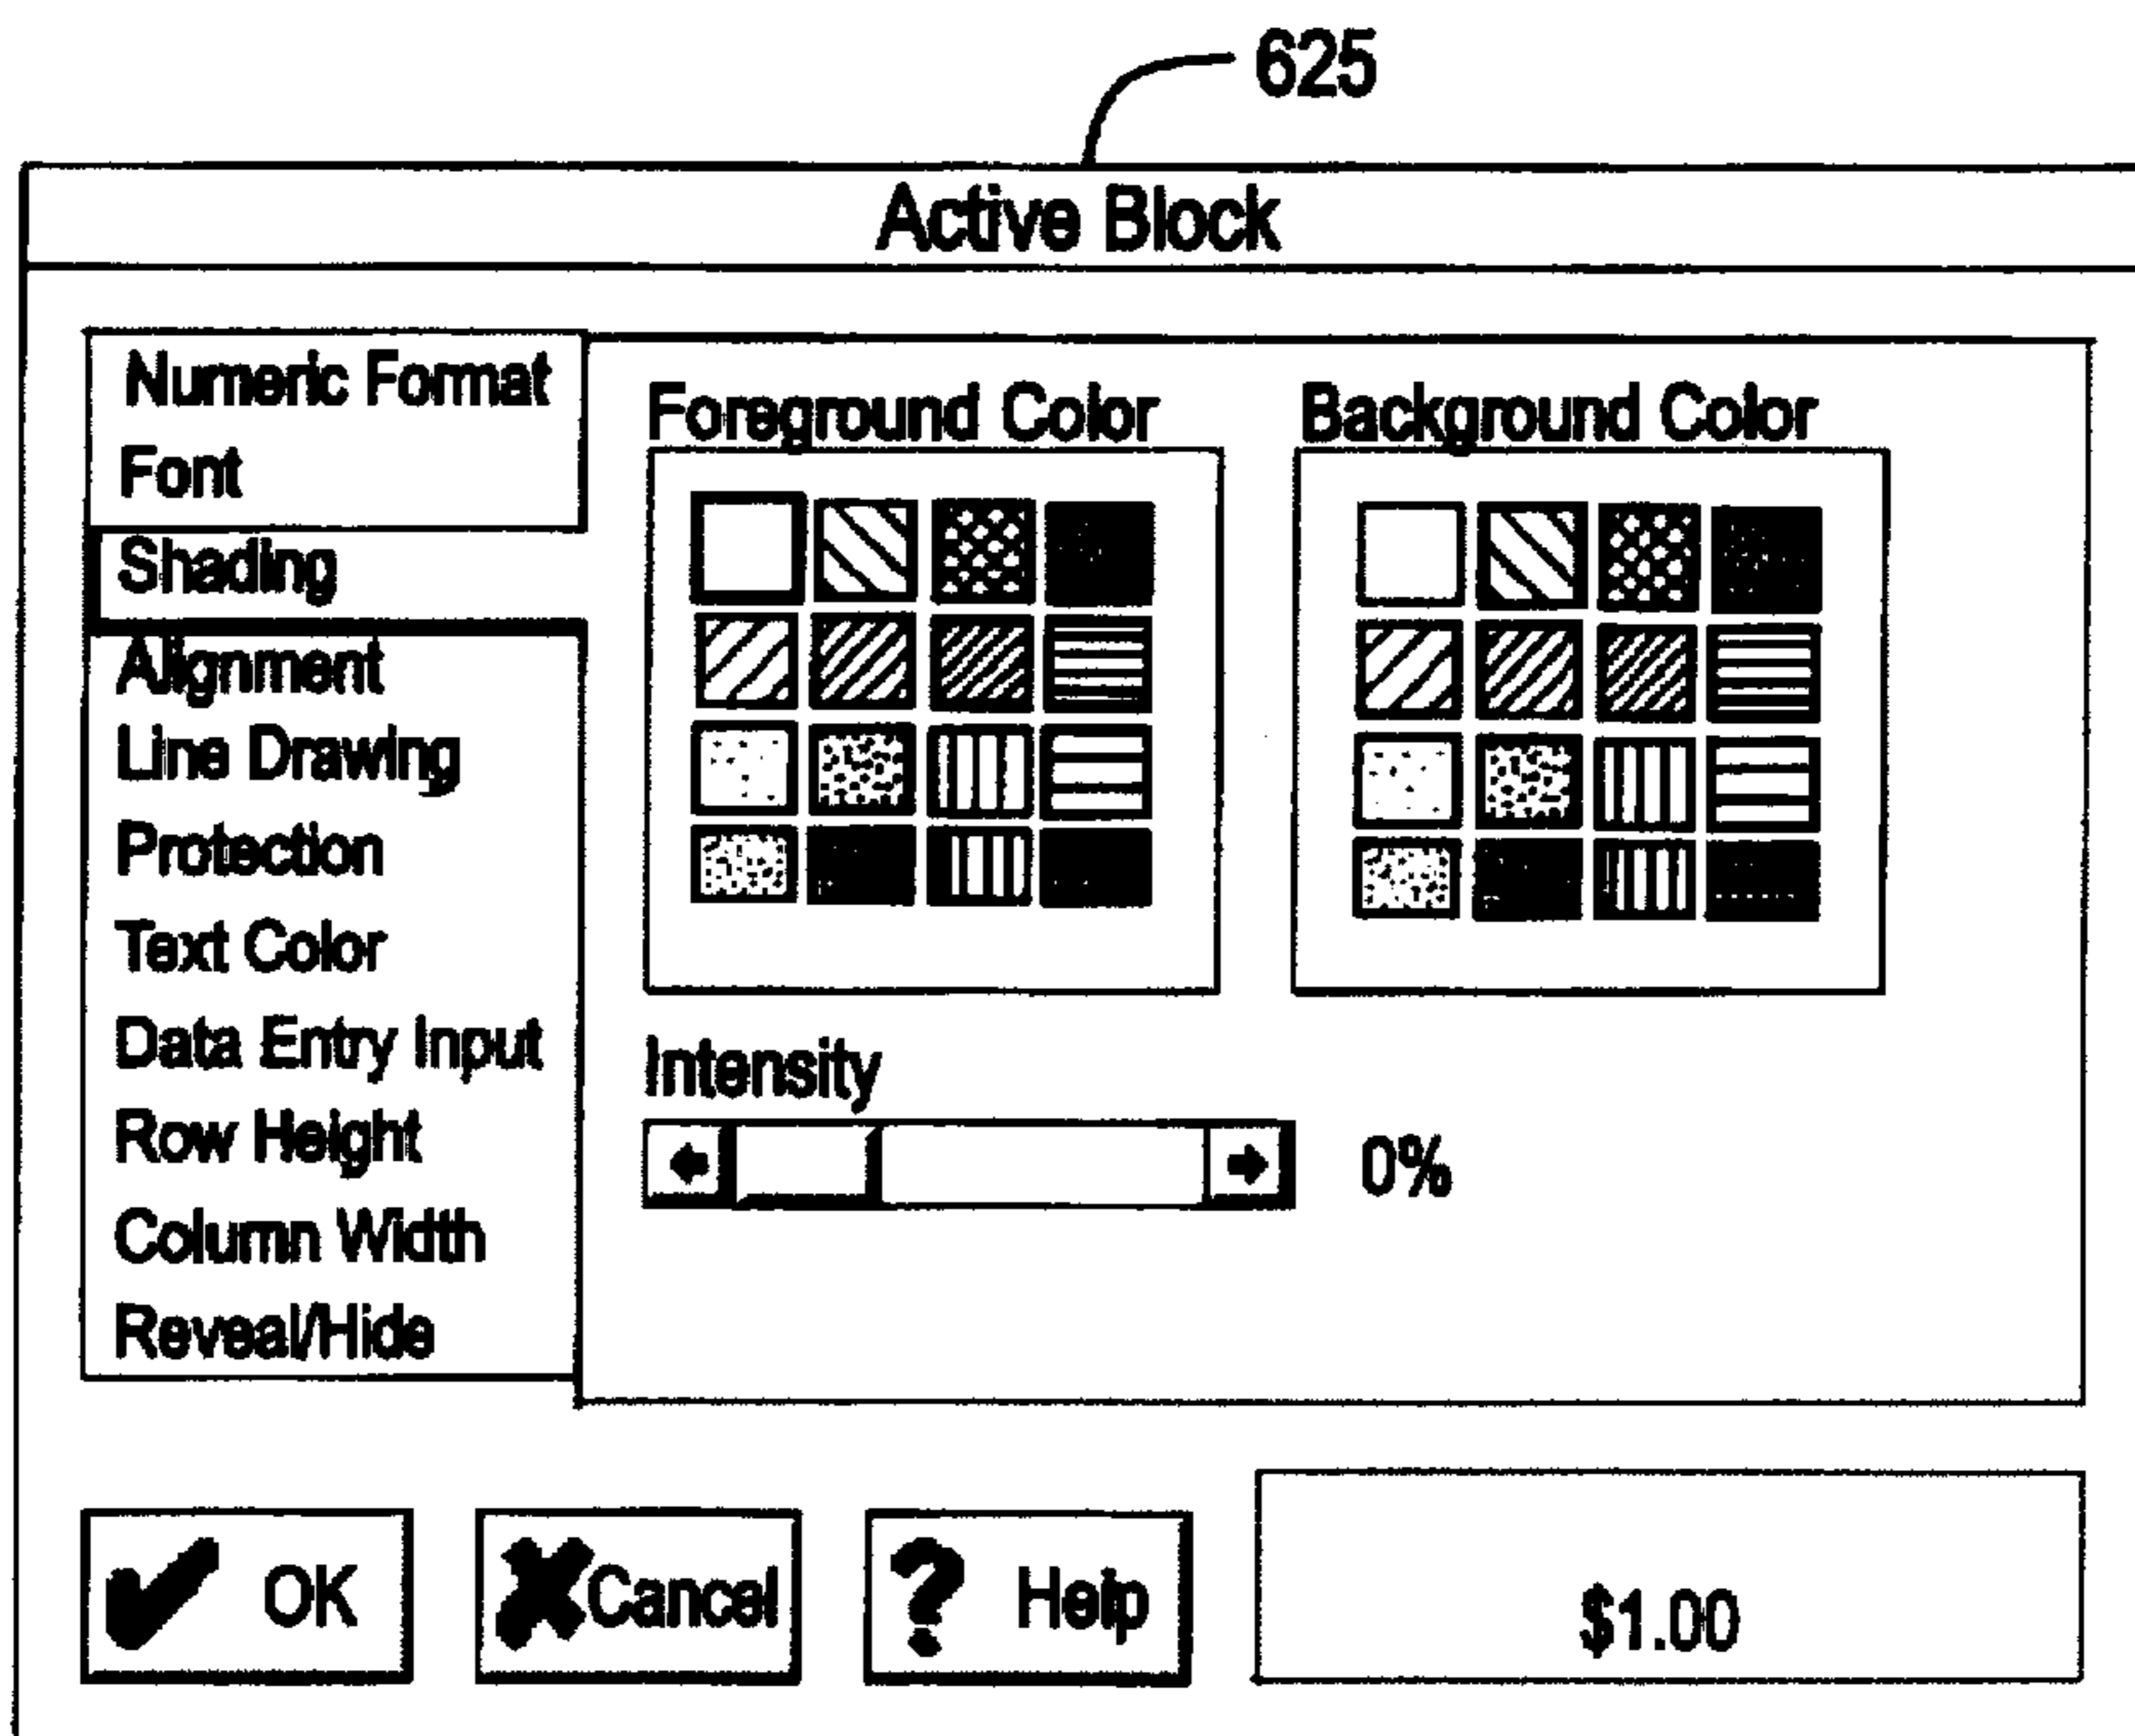 625
Active Block
Numeric Format
Font
Shading
Alignment
Line Drawing
Protection
Text Color
Data Entry Input
Row Height
Column Width
Reveal/Hide
Foreground Color
Background Color
Intensity
0%
OK
Cancel
? Help
$1.00